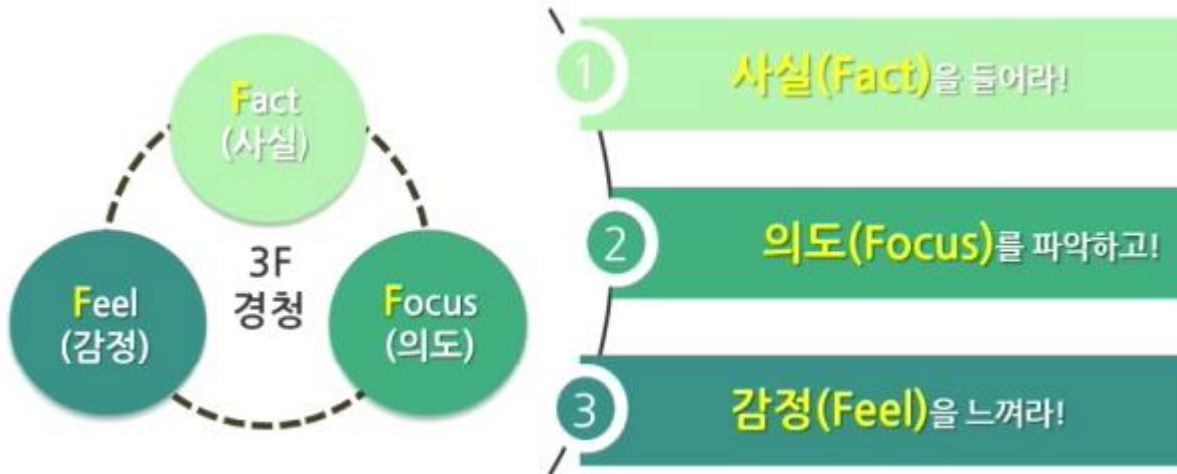 Fact
(사실)
3F
경청
Feel
(감정)
Focus
(의도)
1
사실(Fact)을 들어라!
2
의도(Focus)를 파악하고!
3
감정(Feel)을 느껴라!